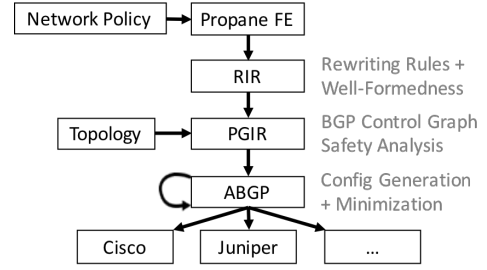 Network Policy
Propane FE
RIR
Rewriting Rules +
Well-Formedness
Topology
PGIR
BGP Control Graph
Safety Analysis
ABGP
Config Generation
+ Minimization
Cisco
Juniper
...